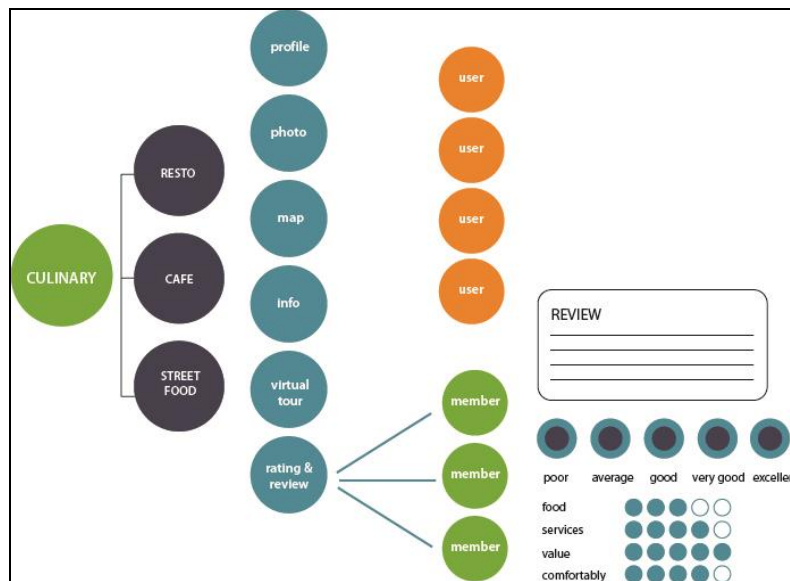 CULINARY
RESTO
CAFE
STREET
FOOD
profile
photo
map
info
virtual
tour
rating &
review
user
user
user
user
member
member
member
REVIEW
poor average good very good excellen
food
services
value
comfortably